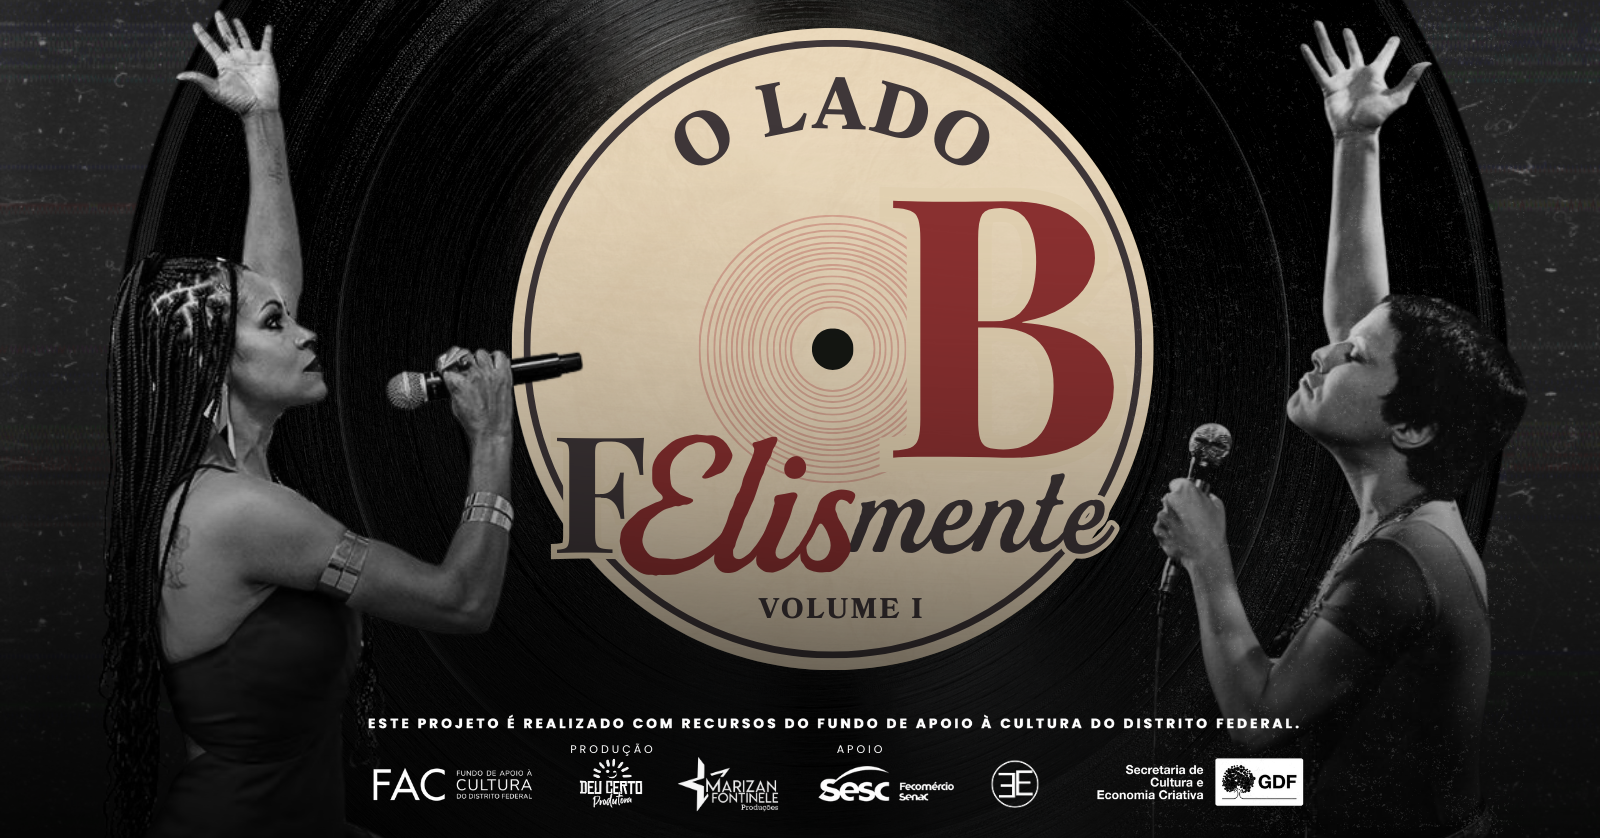 O LADO
B
FElismente
VOLUME I
ESTE PROJETO É REALIZADO COM RECURSOS DO FUNDO DE APOIO À CULTURA DO DISTRITO FEDERAL.
PRODUÇÃO
APOIO
FAC
FUNDO DE APOIO À
CULTURA
DO DISTRITO FEDERAL
DEU CERTO
Produtora
MARIZAN
FONTINELE
Produções
Sesc
Fecomércio
Senac
Secretaria de
Cultura e
Economia Criativa
GDF